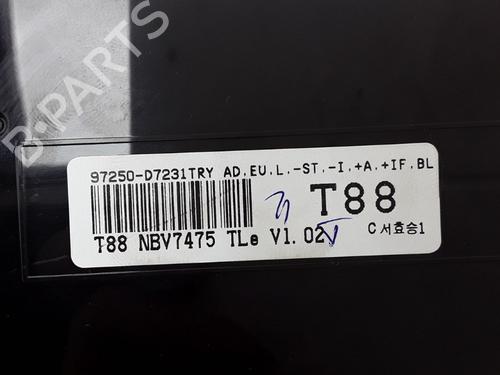 B-PARTS
97250-D7231TRY AD.EU.L.-ST.-I.+A.+IF.BL
T88
T88 NBV7475 TLe V1.02
C서효승1